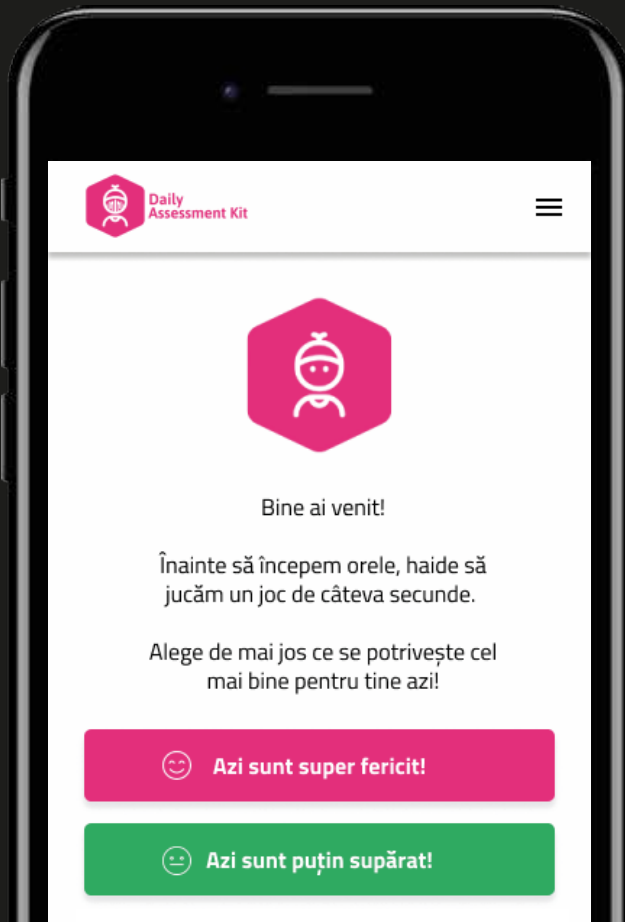 Daily
Assessment Kit
Bine ai venit!
Înainte să începem orele, haide să
jucăm un joc de câteva secunde.
Alege de mai jos ce se potrivește cel
mai bine pentru tine azi!
Azi sunt super fericit!
Azi sunt puțin supărat!